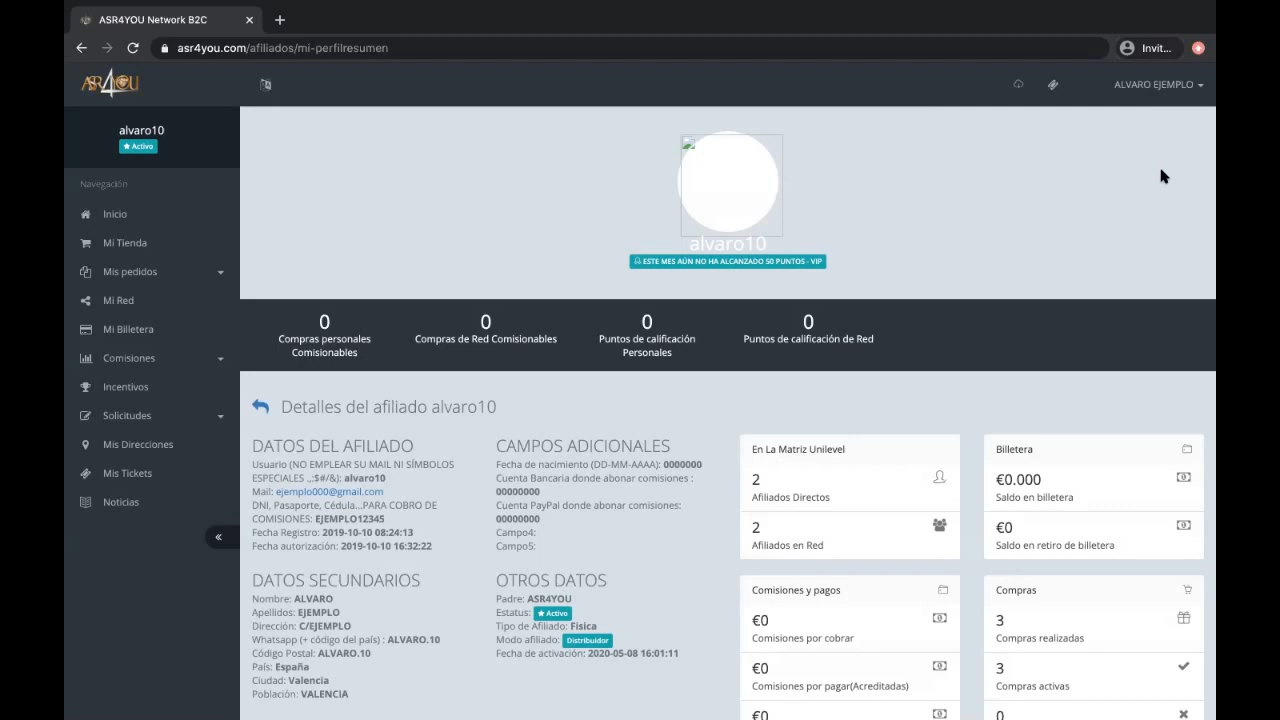 ASR4YOU Network B2C
asr4you.com/afiliados/mi-perfilresumen
Invit...
ASR4YOU
ALVARO EJEMPLO
alvaro10
Activo
Navegación
Inicio
Mi Tienda
Mis pedidos
Mi Red
Mi Billetera
Comisiones
Incentivos
Solicitudes
Mis Direcciones
Mis Tickets
Noticias
alvaro10
ESTE MES AÚN NO HA ALCANZADO 50 PUNTOS - VIP
0
Compras personales
Comisionables
0
Compras de Red Comisionables
0
Puntos de calificación
Personales
0
Puntos de calificación de Red
Detalles del afiliado alvaro10
DATOS DEL AFILIADO
Usuario (NO EMPLEAR SU MAIL NI SÍMBOLOS
ESPECIALES .,;$#/&): alvaro10
Mail: ejemplo000@gmail.com
DNI, Pasaporte, Cédula...PARA COBRO DE
COMISIONES: EJEMPLO12345
Fecha Registro: 2019-10-10 08:24:13
Fecha autorización: 2019-10-10 16:32:22
CAMPOS ADICIONALES
Fecha de nacimiento (DD-MM-AAAA): 0000000
Cuenta Bancaria donde abonar comisiones :
00000000
Cuenta PayPal donde abonar comisiones:
00000000
Campo4:
Campo5:
DATOS SECUNDARIOS
Nombre: ALVARO
Apellidos: EJEMPLO
Dirección: C/EJEMPLO
Whatsapp (+ código del país) : ALVARO.10
Código Postal: ALVARO.10
País: España
Ciudad: Valencia
Población: VALENCIA
OTROS DATOS
Padre: ASR4YOU
Estatus: Activo
Tipo de Afiliado: Fisica
Modo afiliado: Distribuidor
Fecha de activación: 2020-05-08 16:01:11
En La Matriz Unilevel
2
Afiliados Directos
2
Afiliados en Red
Billetera
€0.000
Saldo en billetera
€0
Saldo en retiro de billetera
Comisiones y pagos
€0
Comisiones por cobrar
€0
Comisiones por pagar(Acreditadas)
€0
Compras
3
Compras realizadas
3
Compras activas
0